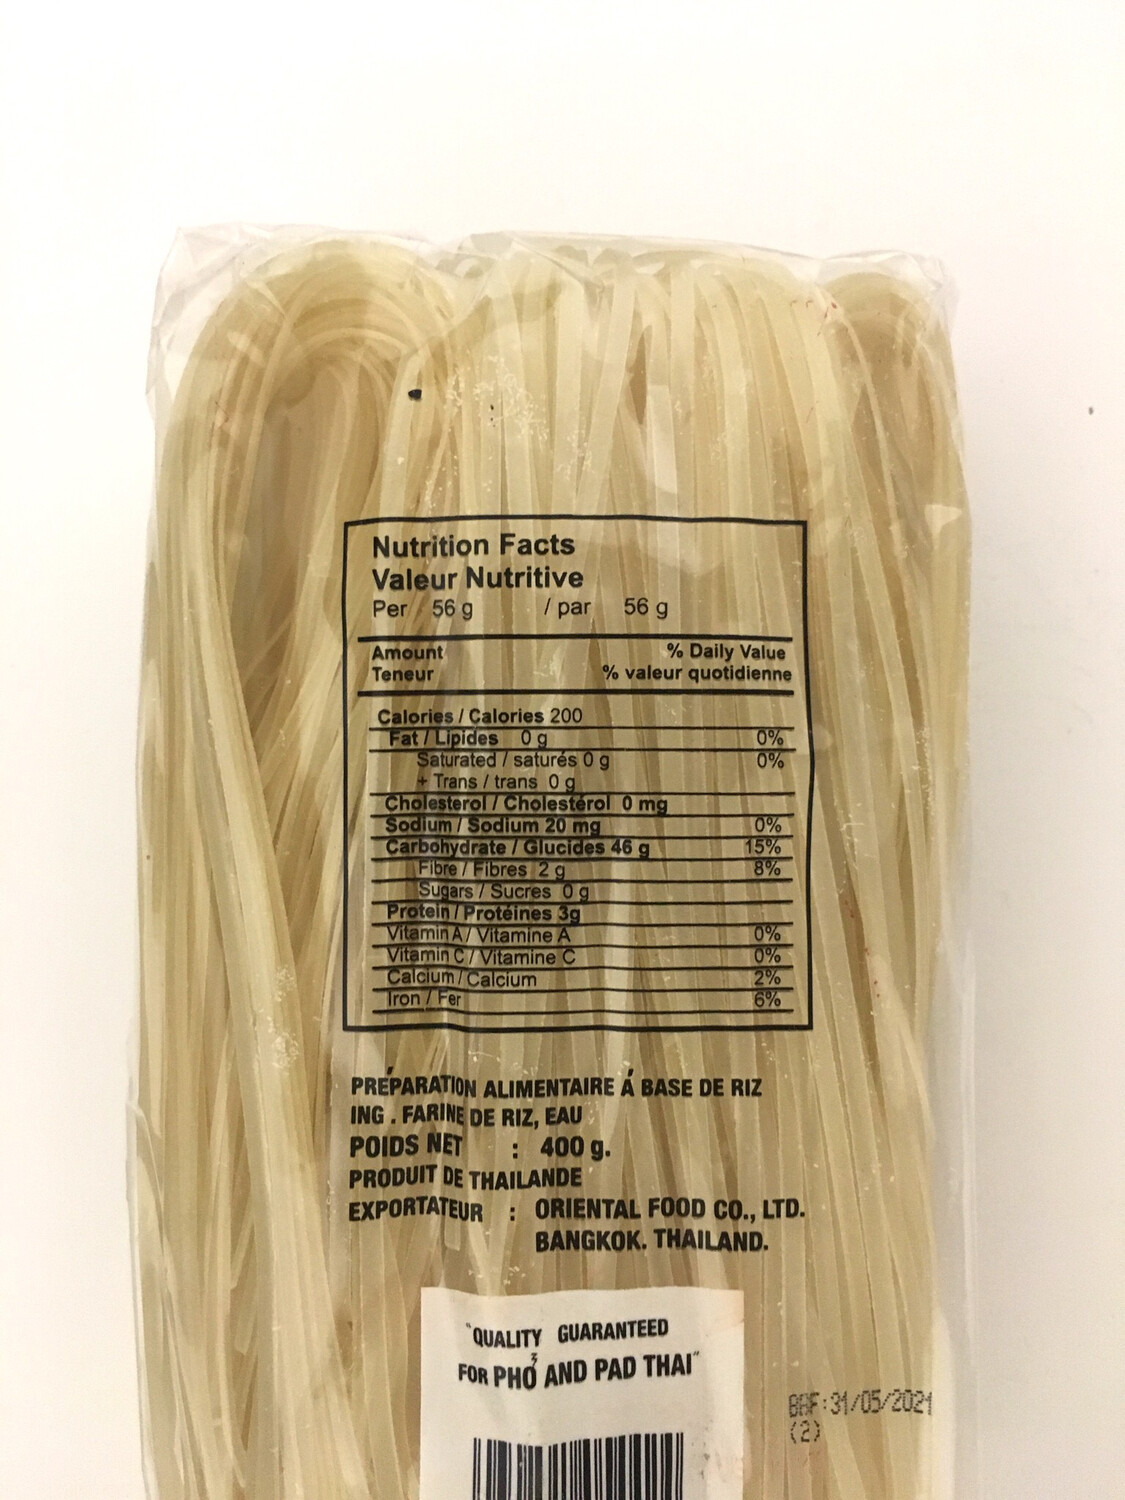 Nutrition Facts
Valeur Nutritive
Per 56 g / par 56 g
Amount % Daily Value
Teneur % valeur quotidienne
Calories / Calories 200
Fat / Lipides 0 g 0%
Saturated / saturés 0 g 0%
+ Trans / trans 0 g
Cholesterol / Cholestérol 0 mg
Sodium / Sodium 20 mg 0%
Carbohydrate / Glucides 46 g 15%
Fibre / Fibres 2 g 8%
Sugars / Sucres 0 g
Protein / Protéines 3g
Vitamin A / Vitamine A 0%
Vitamin C / Vitamine C 0%
Calcium / Calcium 2%
Iron / Fer 6%
PRÉPARATION ALIMENTAIRE Á BASE DE RIZ
ING . FARINE DE RIZ, EAU
POIDS NET : 400 g.
PRODUIT DE THAILANDE
EXPORTATEUR : ORIENTAL FOOD CO., LTD.
BANGKOK. THAILAND.
"QUALITY GUARANTEED
FOR PHỞ AND PAD THAI"
BBF:31/05/2021
(2)